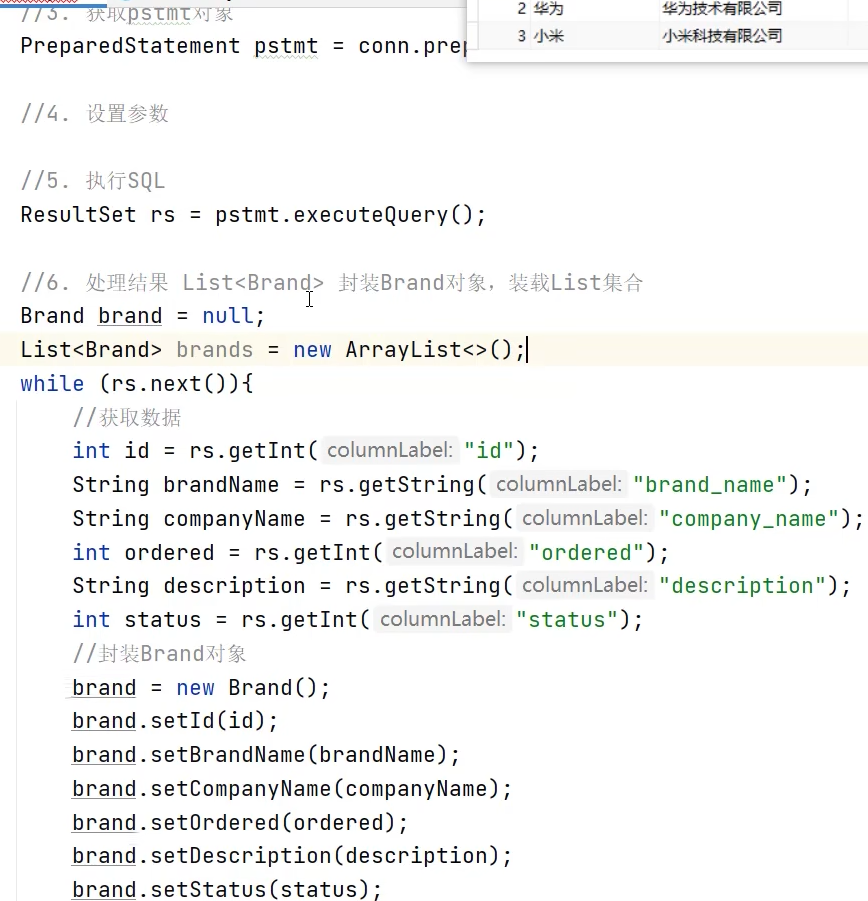 //3. 获取pstmt对象
PreparedStatement pstmt = conn.prep
2 华为 华为技术有限公司
3 小米 小米科技有限公司
//4. 设置参数
//5. 执行SQL
ResultSet rs = pstmt.executeQuery();
//6. 处理结果 List<Brand> 封装Brand对象，装载List集合
Brand brand = null;
List<Brand> brands = new ArrayList<>();
while (rs.next()){
//获取数据
int id = rs.getInt( columnLabel: "id");
String brandName = rs.getString( columnLabel: "brand_name");
String companyName = rs.getString( columnLabel: "company_name");
int ordered = rs.getInt( columnLabel: "ordered");
String description = rs.getString( columnLabel: "description");
int status = rs.getInt( columnLabel: "status");
//封装Brand对象
brand = new Brand();
brand.setId(id);
brand.setBrandName(brandName);
brand.setCompanyName(companyName);
brand.setOrdered(ordered);
brand.setDescription(description);
brand.setStatus(status);